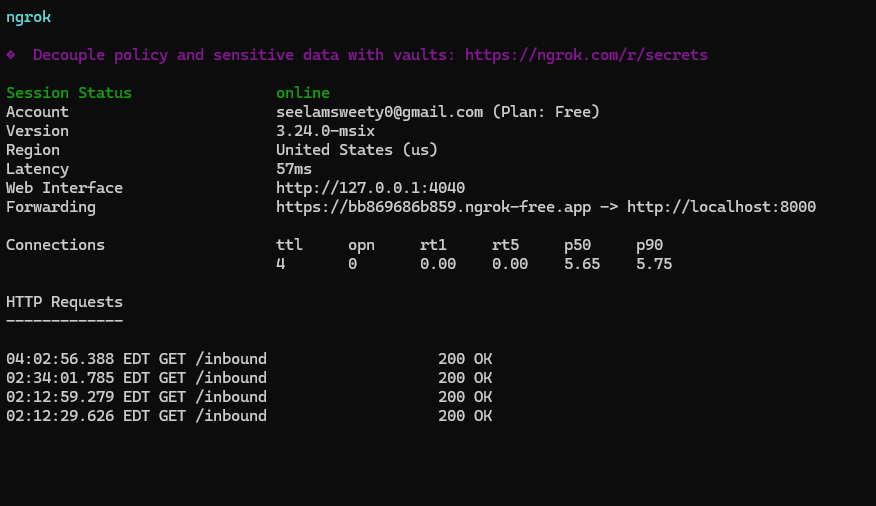 ngrok
� Decouple policy and sensitive data with vaults: https://ngrok.com/r/secrets
Session Status online
Account seelamsweety0@gmail.com (Plan: Free)
Version 3.24.0-msix
Region United States (us)
Latency 57ms
Web Interface http://127.0.0.1:4040
Forwarding https://bb869686b859.ngrok-free.app -> http://localhost:8000
Connections ttl opn rt1 rt5 p50 p90
4 0 0.00 0.00 5.65 5.75
HTTP Requests
-------------
04:02:56.388 EDT GET /inbound 200 OK
02:34:01.785 EDT GET /inbound 200 OK
02:12:59.279 EDT GET /inbound 200 OK
02:12:29.626 EDT GET /inbound 200 OK